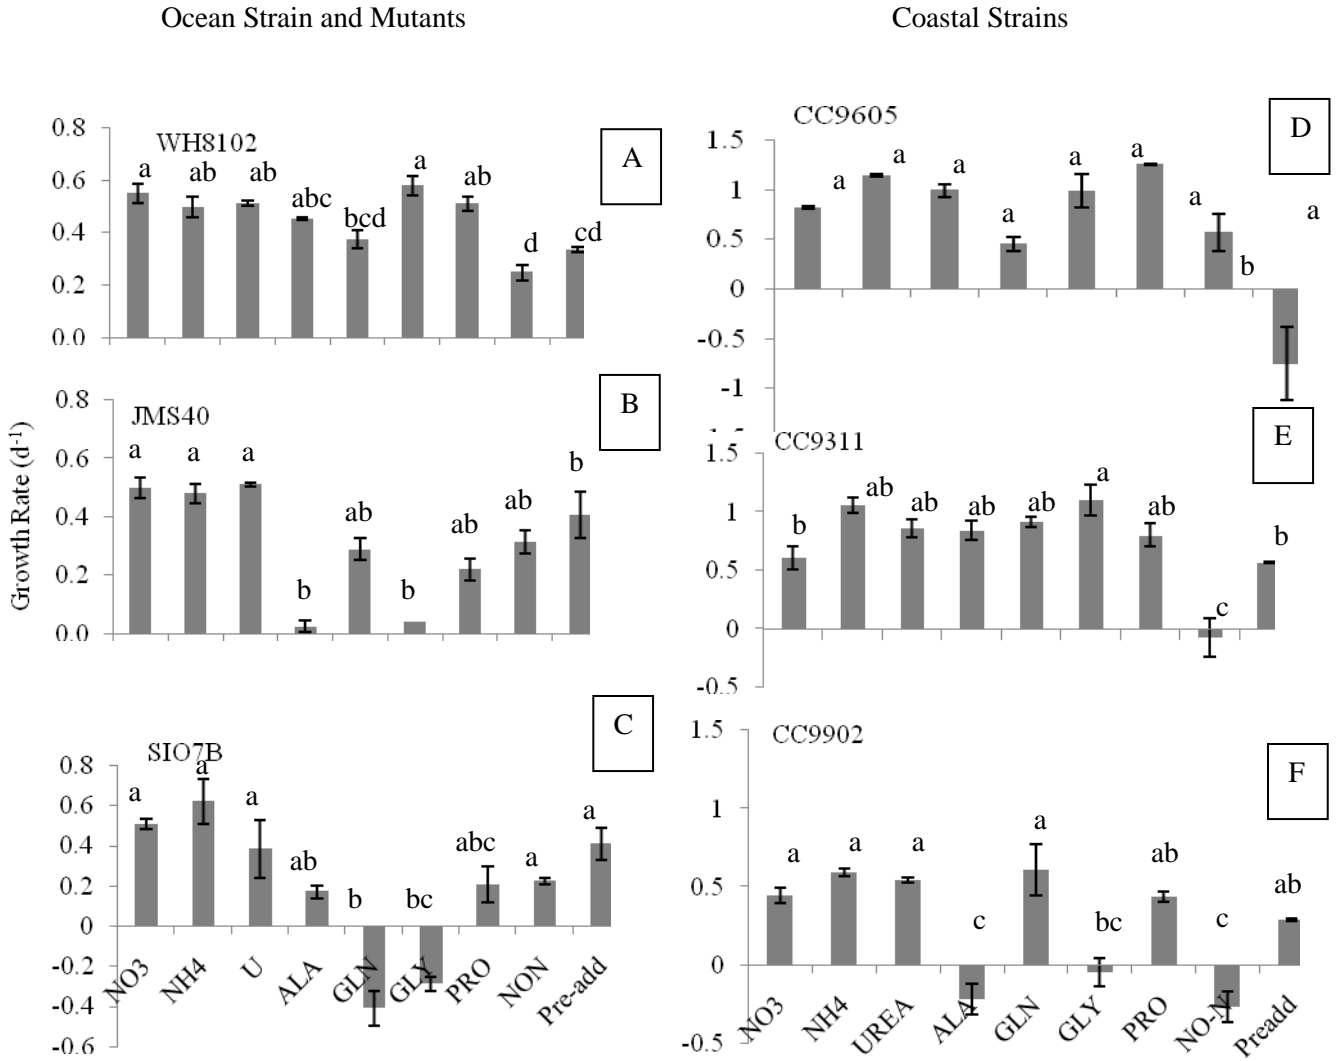 Ocean Strain and Mutants
Coastal Strains
Growth Rate (d-1)
WH8102
A
0.8
0.6
0.4
0.2
0.0
a ab ab abc bcd a ab d cd
JMS40
B
0.8
0.6
0.4
0.2
0.0
a a a b ab b ab ab b
SIO7B
C
0.8
0.6
0.4
0.2
0
-0.2
-0.4
-0.6
a a a ab b bc abc a a
NO3 NH4 U ALA GLN GLY PRO NON Pre-add
CC9605
D
1.5
1
0.5
0
-0.5
-1
a a a a a a a b a
CC9311
E
1.5
1
0.5
0
-0.5
b ab ab ab ab a ab c b
CC9902
F
1.5
1
0.5
0
-0.5
a a a c a bc ab c ab
NO3 NH4 UREA ALA GLN GLY PRO NO-N Preadd